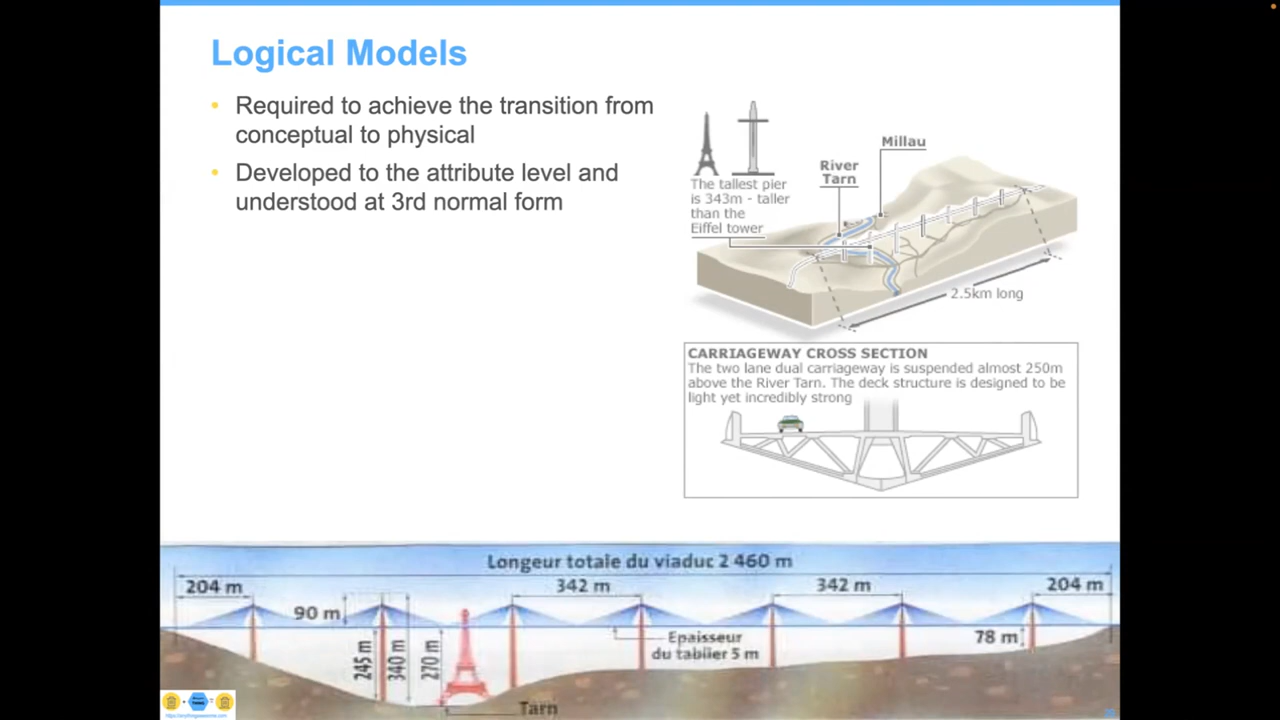 Logical Models
• Required to achieve the transition from
conceptual to physical
• Developed to the attribute level and
understood at 3rd normal form
Millau
River
Tarn
The tallest pier
is 343m - taller
than the
Eiffel tower
2.5km long
CARRIAGEWAY CROSS SECTION
The two lane dual carriageway is suspended almost 250m
above the River Tarn. The deck structure is designed to be
light yet incredibly strong
Longeur totale du viaduc 2 460 m
204 m
342 m
342 m
204 m
90 m
245 m
340 m
270 m
Epaisseur
du tablier 5 m
78 m
Tarn